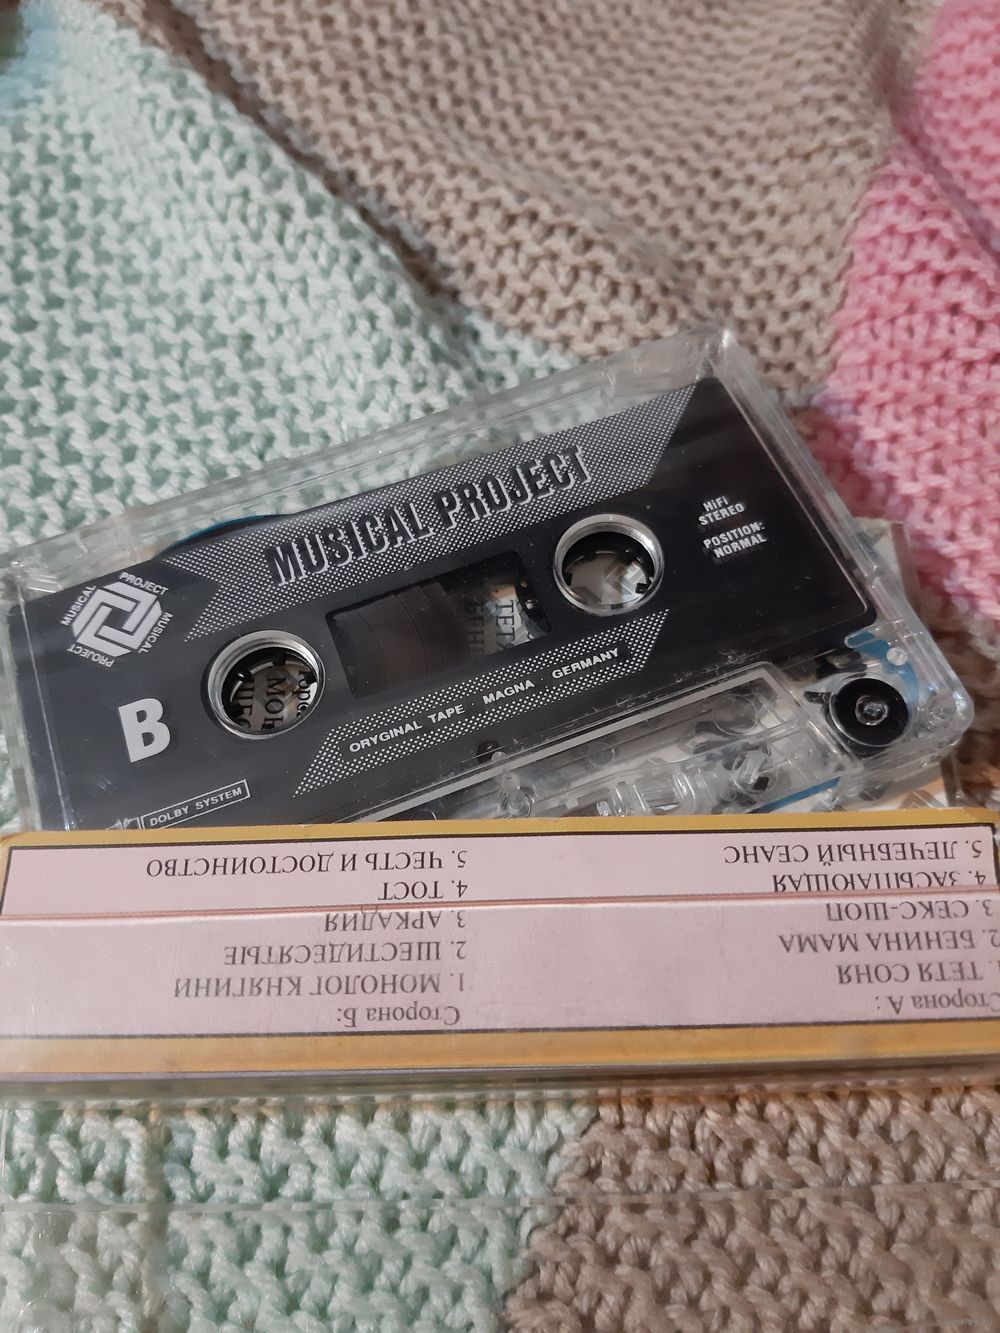 MUSICAL PROJECT
HIFI
STEREO
POSITION:
NORMAL
MUSICAL PROJECT MUSICAL PROJECT
B
ORYGINAL TAPE · MAGNA · GERMANY
DOLBY SYSTEM
Сторона А:
1. ТЕТЯ СОНЯ
2. БЕНИНА МАМА
3. СЕКС-ШОП
4. ЗАСЫПАЮЩАЯ
5. ЛЕЧЕБНЫЙ СЕАНС
Сторона Б:
1. МОНОЛОГ КНЯГИНИ
2. ШЕСТИДЕСЯТЫЕ
3. АРКАДИЯ
4. ТОСТ
5. ЧЕСТЬ И ДОСТОИНСТВО